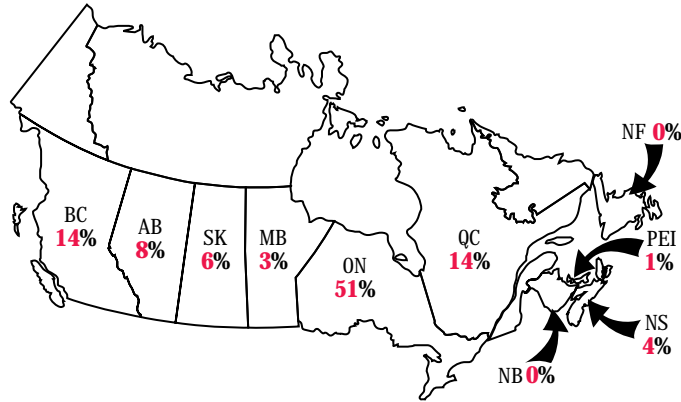 NF 0%
BC
14%
AB
8%
SK
6%
MB
3%
ON
51%
QC
14%
PEI
1%
NS
4%
NB 0%